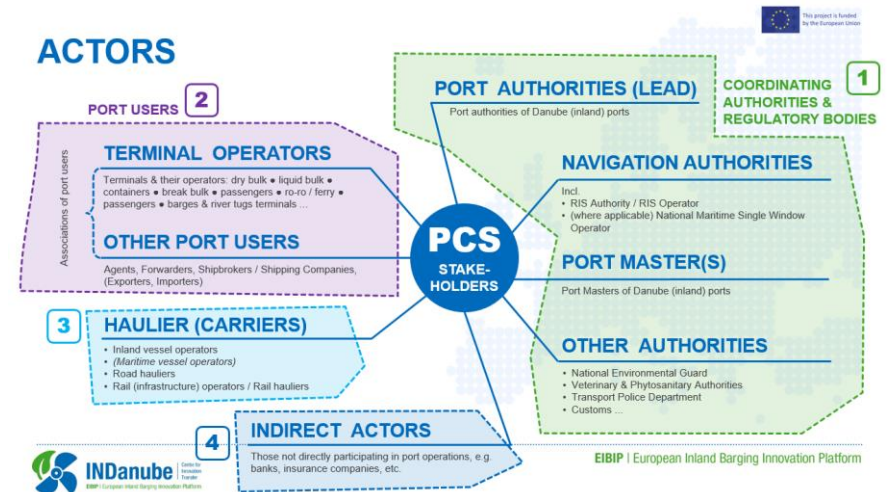 This project is funded
by the European Union
ACTORS
1
COORDINATING
AUTHORITIES &
REGULATORY BODIES
PORT AUTHORITIES (LEAD)
Port authorities of Danube (inland) ports
PORT USERS
2
Associations of port users
TERMINAL OPERATORS
Terminals & their operators: dry bulk ● liquid bulk ●
containers ● break bulk ● passengers ● ro-ro / ferry ●
passengers ● barges & river tugs terminals ...
OTHER PORT USERS
Agents, Forwarders, Shipbrokers / Shipping Companies,
(Exporters, Importers)
NAVIGATION AUTHORITIES
Incl.
• RIS Authority / RIS Operator
• (where applicable) National Maritime Single Window
Operator
PCS
STAKE-
HOLDERS
PORT MASTER(S)
Port Masters of Danube (inland) ports
3
HAULIER (CARRIERS)
• Inland vessel operators
• (Maritime vessel operators)
• Road hauliers
• Rail (infrastructure) operators / Rail hauliers
OTHER AUTHORITIES
• National Environmental Guard
• Veterinary & Phytosanitary Authorities
• Transport Police Department
• Customs ...
4
INDIRECT ACTORS
Those not directly participating in port operations, e.g.
banks, insurance companies, etc.
INDanube
Centre for
Innovation
Transfer
EIBIP | European Inland Barging Innovation Platform
EIBIP | European Inland Barging Innovation Platform